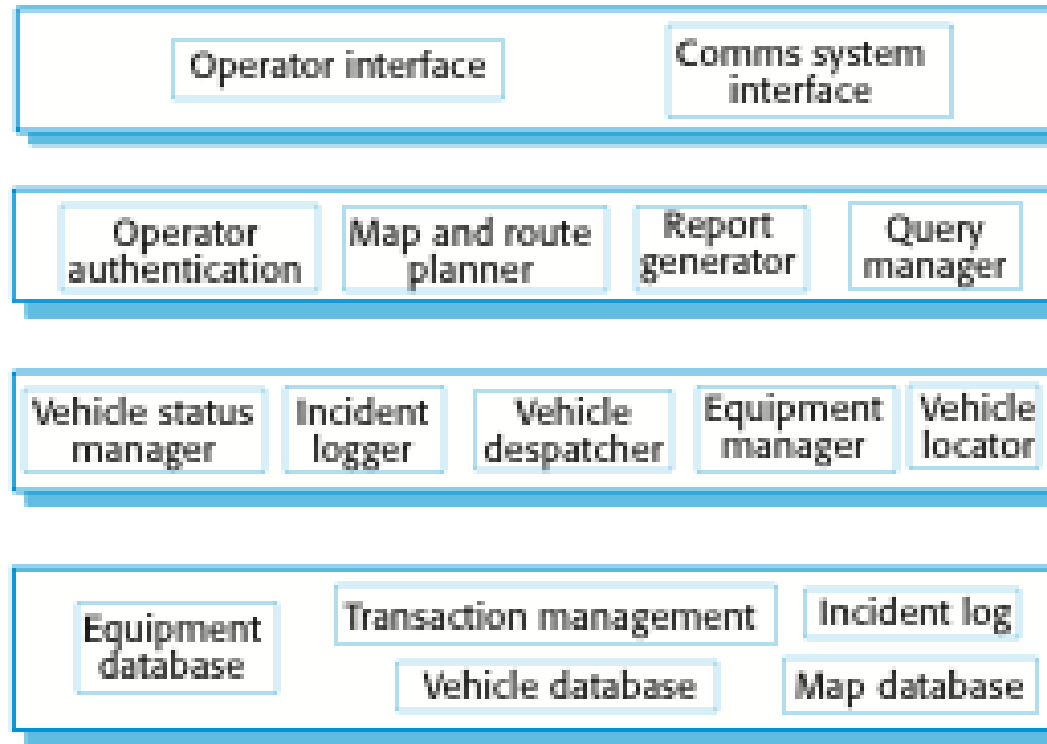 Operator interface
Comms system
interface
Operator
authentication
Map and route
planner
Report
generator
Query
manager
Vehicle status
manager
Incident
logger
Vehicle
despatcher
Equipment
manager
Vehicle
locator
Equipment
database
Transaction management
Incident log
Vehicle database
Map database